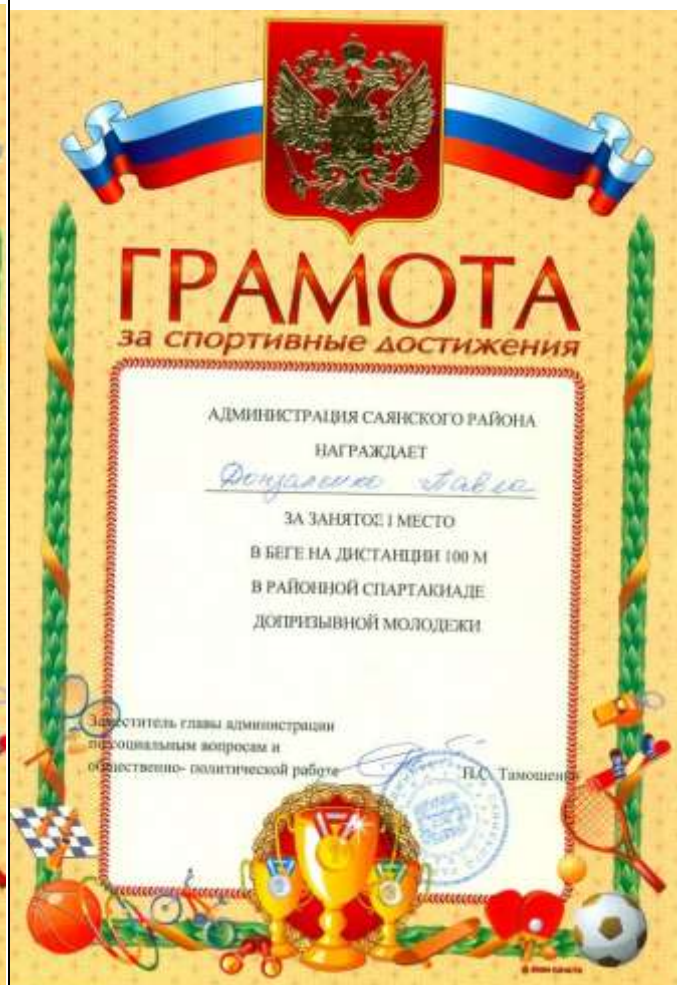 ГРАМОТА
за спортивные достижения
АДМИНИСТРАЦИЯ САЯНСКОГО РАЙОНА
НАГРАЖДАЕТ
Павла
ЗА ЗАНЯТОЕ I МЕСТО
В БЕГЕ НА ДИСТАНЦИИ 100 М
В РАЙОННОЙ СПАРТАКИАДЕ
ДОПРИЗЫВНОЙ МОЛОДЕЖИ
Заместитель главы администрации
по социальным вопросам и
общественно- политической работе П.С. Тамошенко